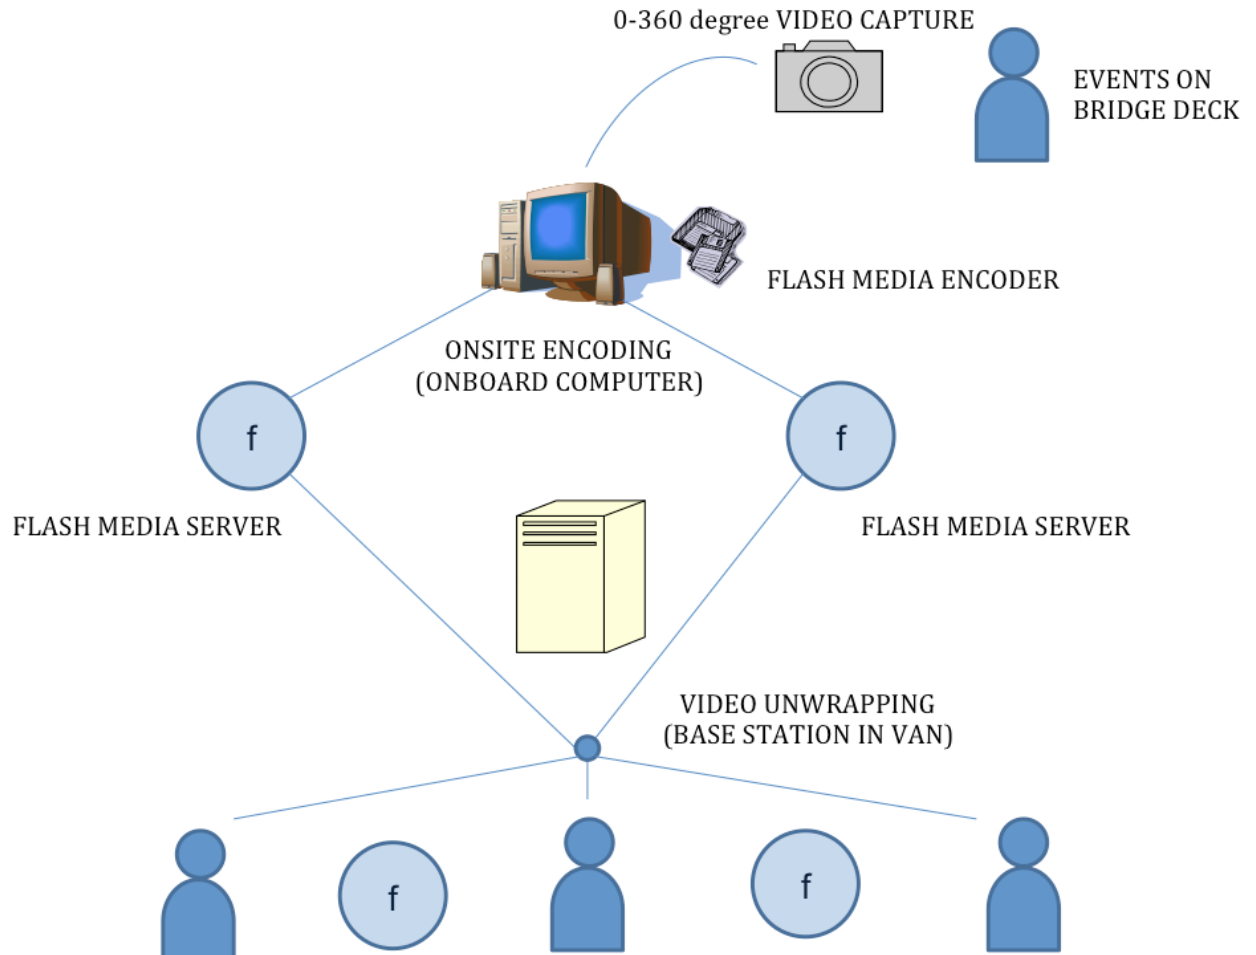 0-360 degree VIDEO CAPTURE
EVENTS ON
BRIDGE DECK
FLASH MEDIA ENCODER
ONSITE ENCODING
(ONBOARD COMPUTER)
f
f
FLASH MEDIA SERVER
FLASH MEDIA SERVER
VIDEO UNWRAPPING
(BASE STATION IN VAN)
f
f